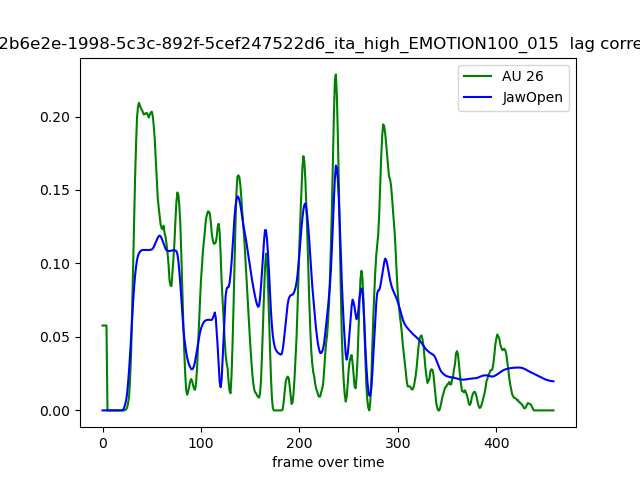 2b6e2e-1998-5c3c-892f-5cef247522d6_ita_high_EMOTION100_015 lag corre
AU 26
JawOpen
0.20
0.15
0.10
0.05
0.00
0 100 200 300 400
frame over time